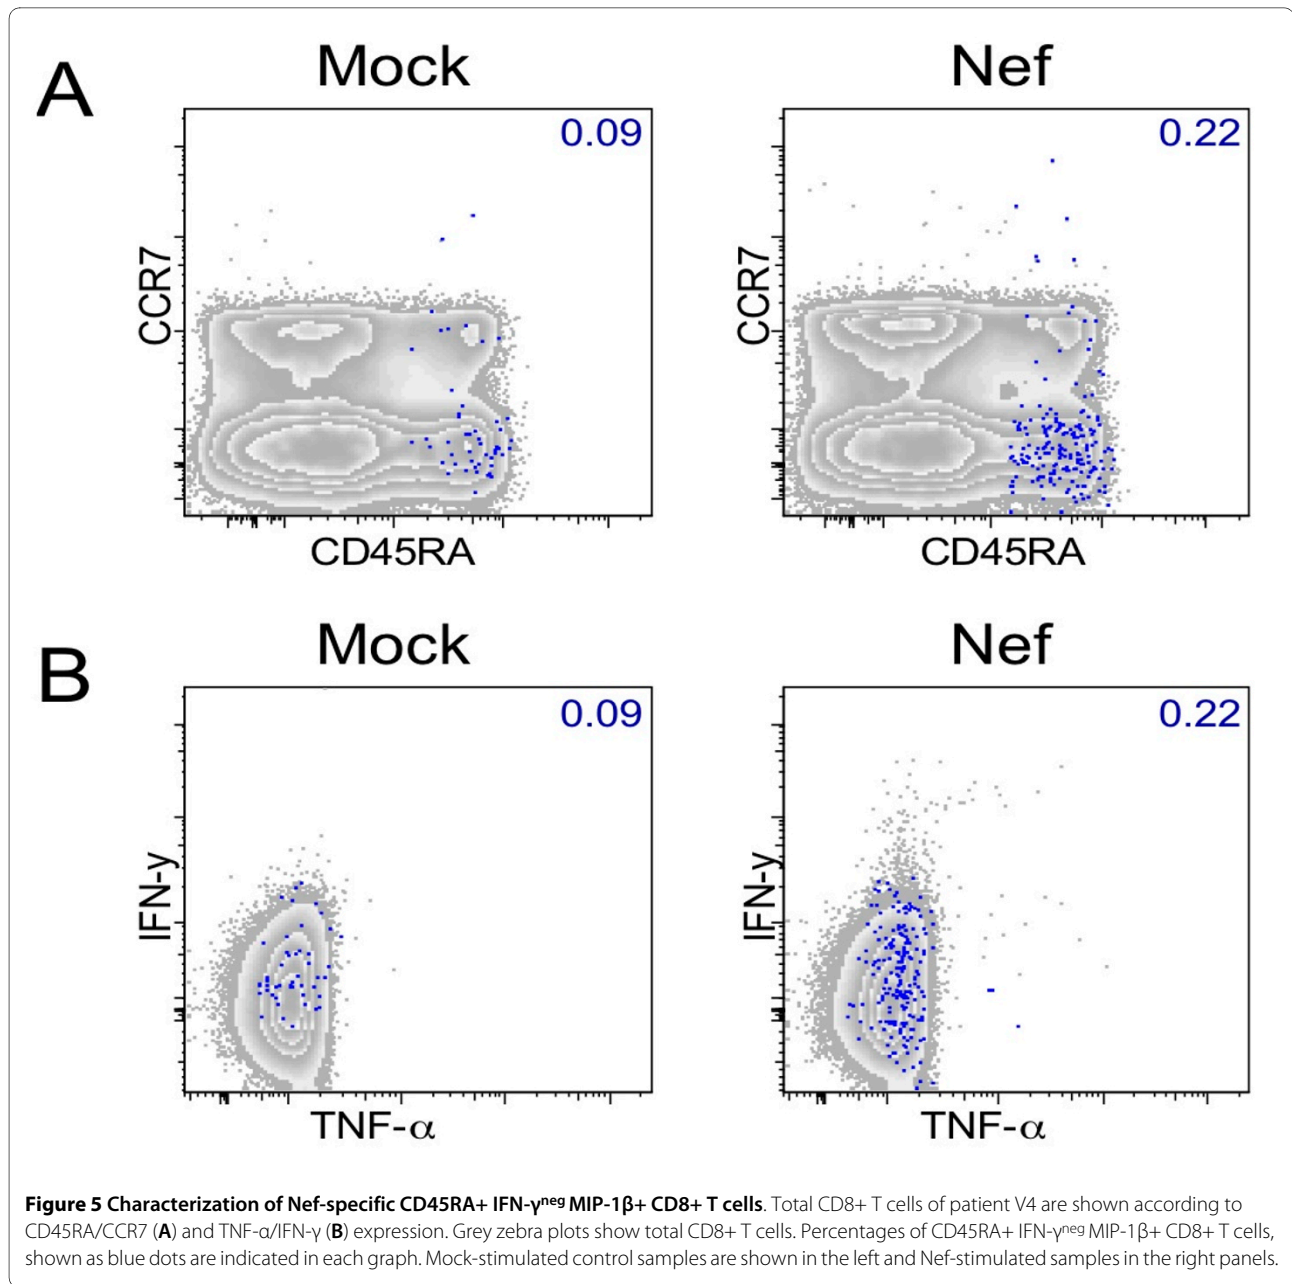 A
Mock
Nef
0.09
0.22
CCR7
CCR7
CD45RA
CD45RA
B
Mock
Nef
0.09
0.22
IFN-y
IFN-y
TNF-α
TNF-α
Figure 5 Characterization of Nef-specific CD45RA+ IFN-γneg MIP-1β+ CD8+ T cells. Total CD8+ T cells of patient V4 are shown according to
CD45RA/CCR7 (A) and TNF-α/IFN-γ (B) expression. Grey zebra plots show total CD8+ T cells. Percentages of CD45RA+ IFN-γneg MIP-1β+ CD8+ T cells,
shown as blue dots are indicated in each graph. Mock-stimulated control samples are shown in the left and Nef-stimulated samples in the right panels.